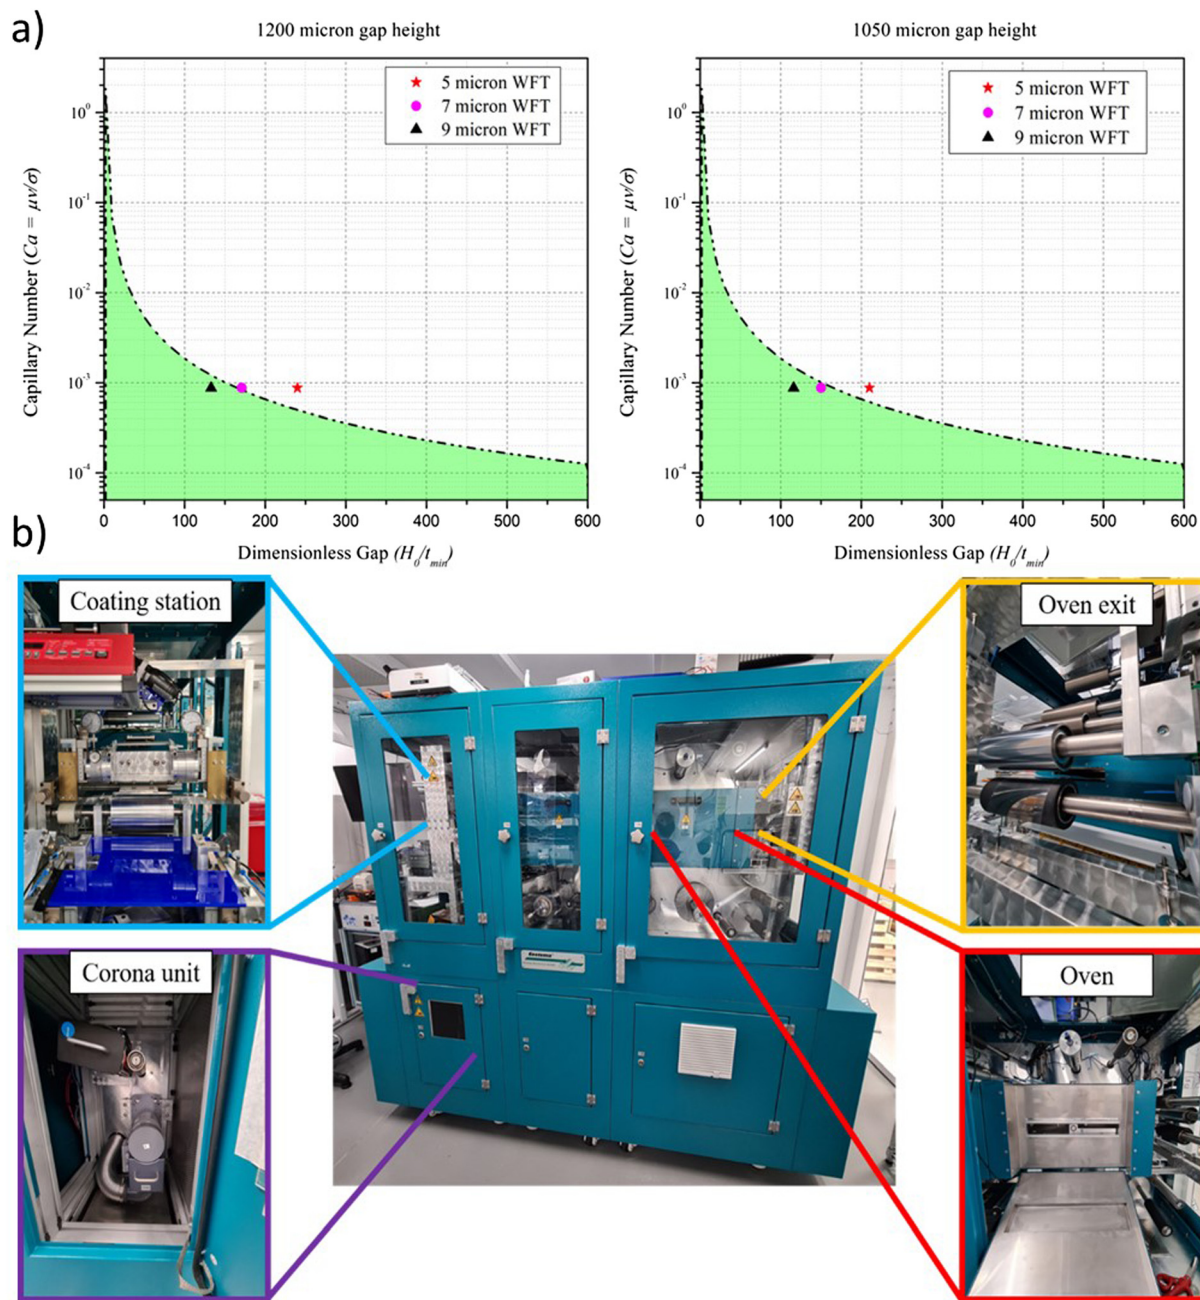 a)
1200 micron gap height
1050 micron gap height
5 micron WFT
7 micron WFT
9 micron WFT
10⁰
10⁻¹
10⁻²
10⁻³
10⁻⁴
Capillary Number (Ca = μv/σ)
0 100 200 300 400 500 600
Dimensionless Gap (H₀/t_min)
5 micron WFT
7 micron WFT
9 micron WFT
10⁰
10⁻¹
10⁻²
10⁻³
10⁻⁴
Capillary Number (Ca = μv/σ)
0 100 200 300 400 500 600
Dimensionless Gap (H₀/t_min)
b)
Coating station
Oven exit
Corona unit
Oven